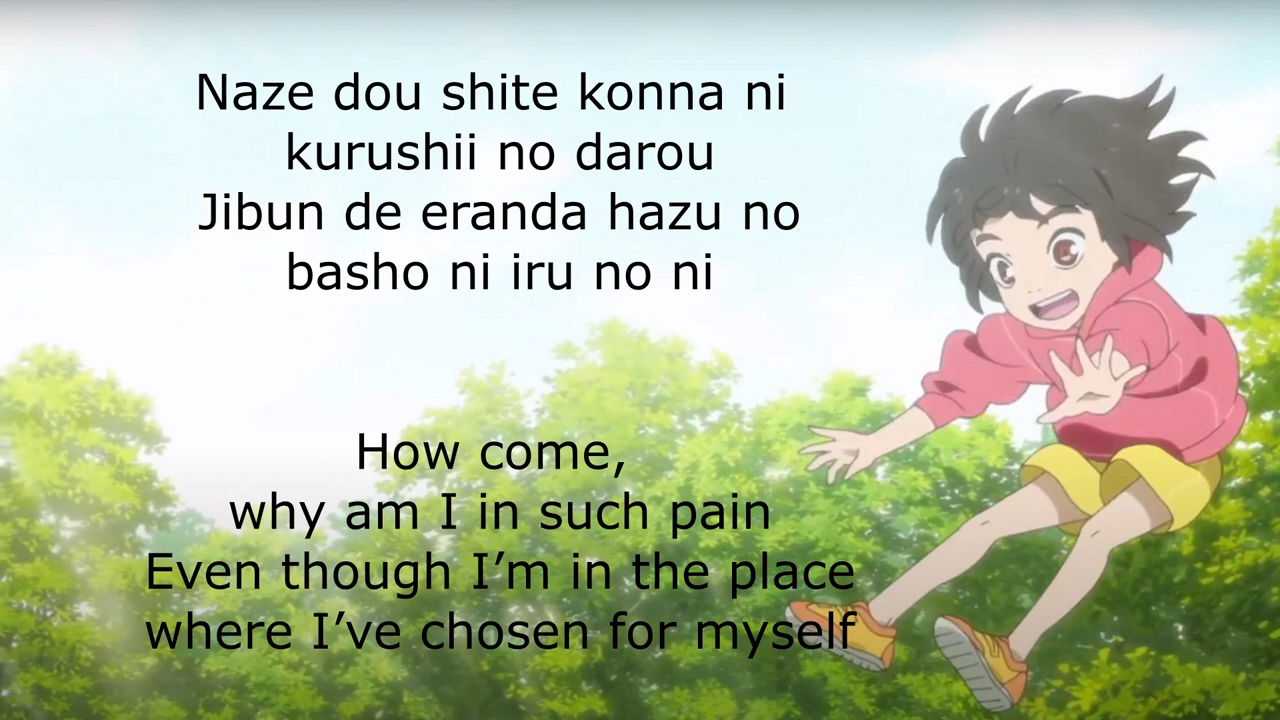 Naze dou shite konna ni
kurushii no darou
Jibun de eranda hazu no
basho ni iru no ni
How come,
why am I in such pain
Even though I’m in the place
where I’ve chosen for myself